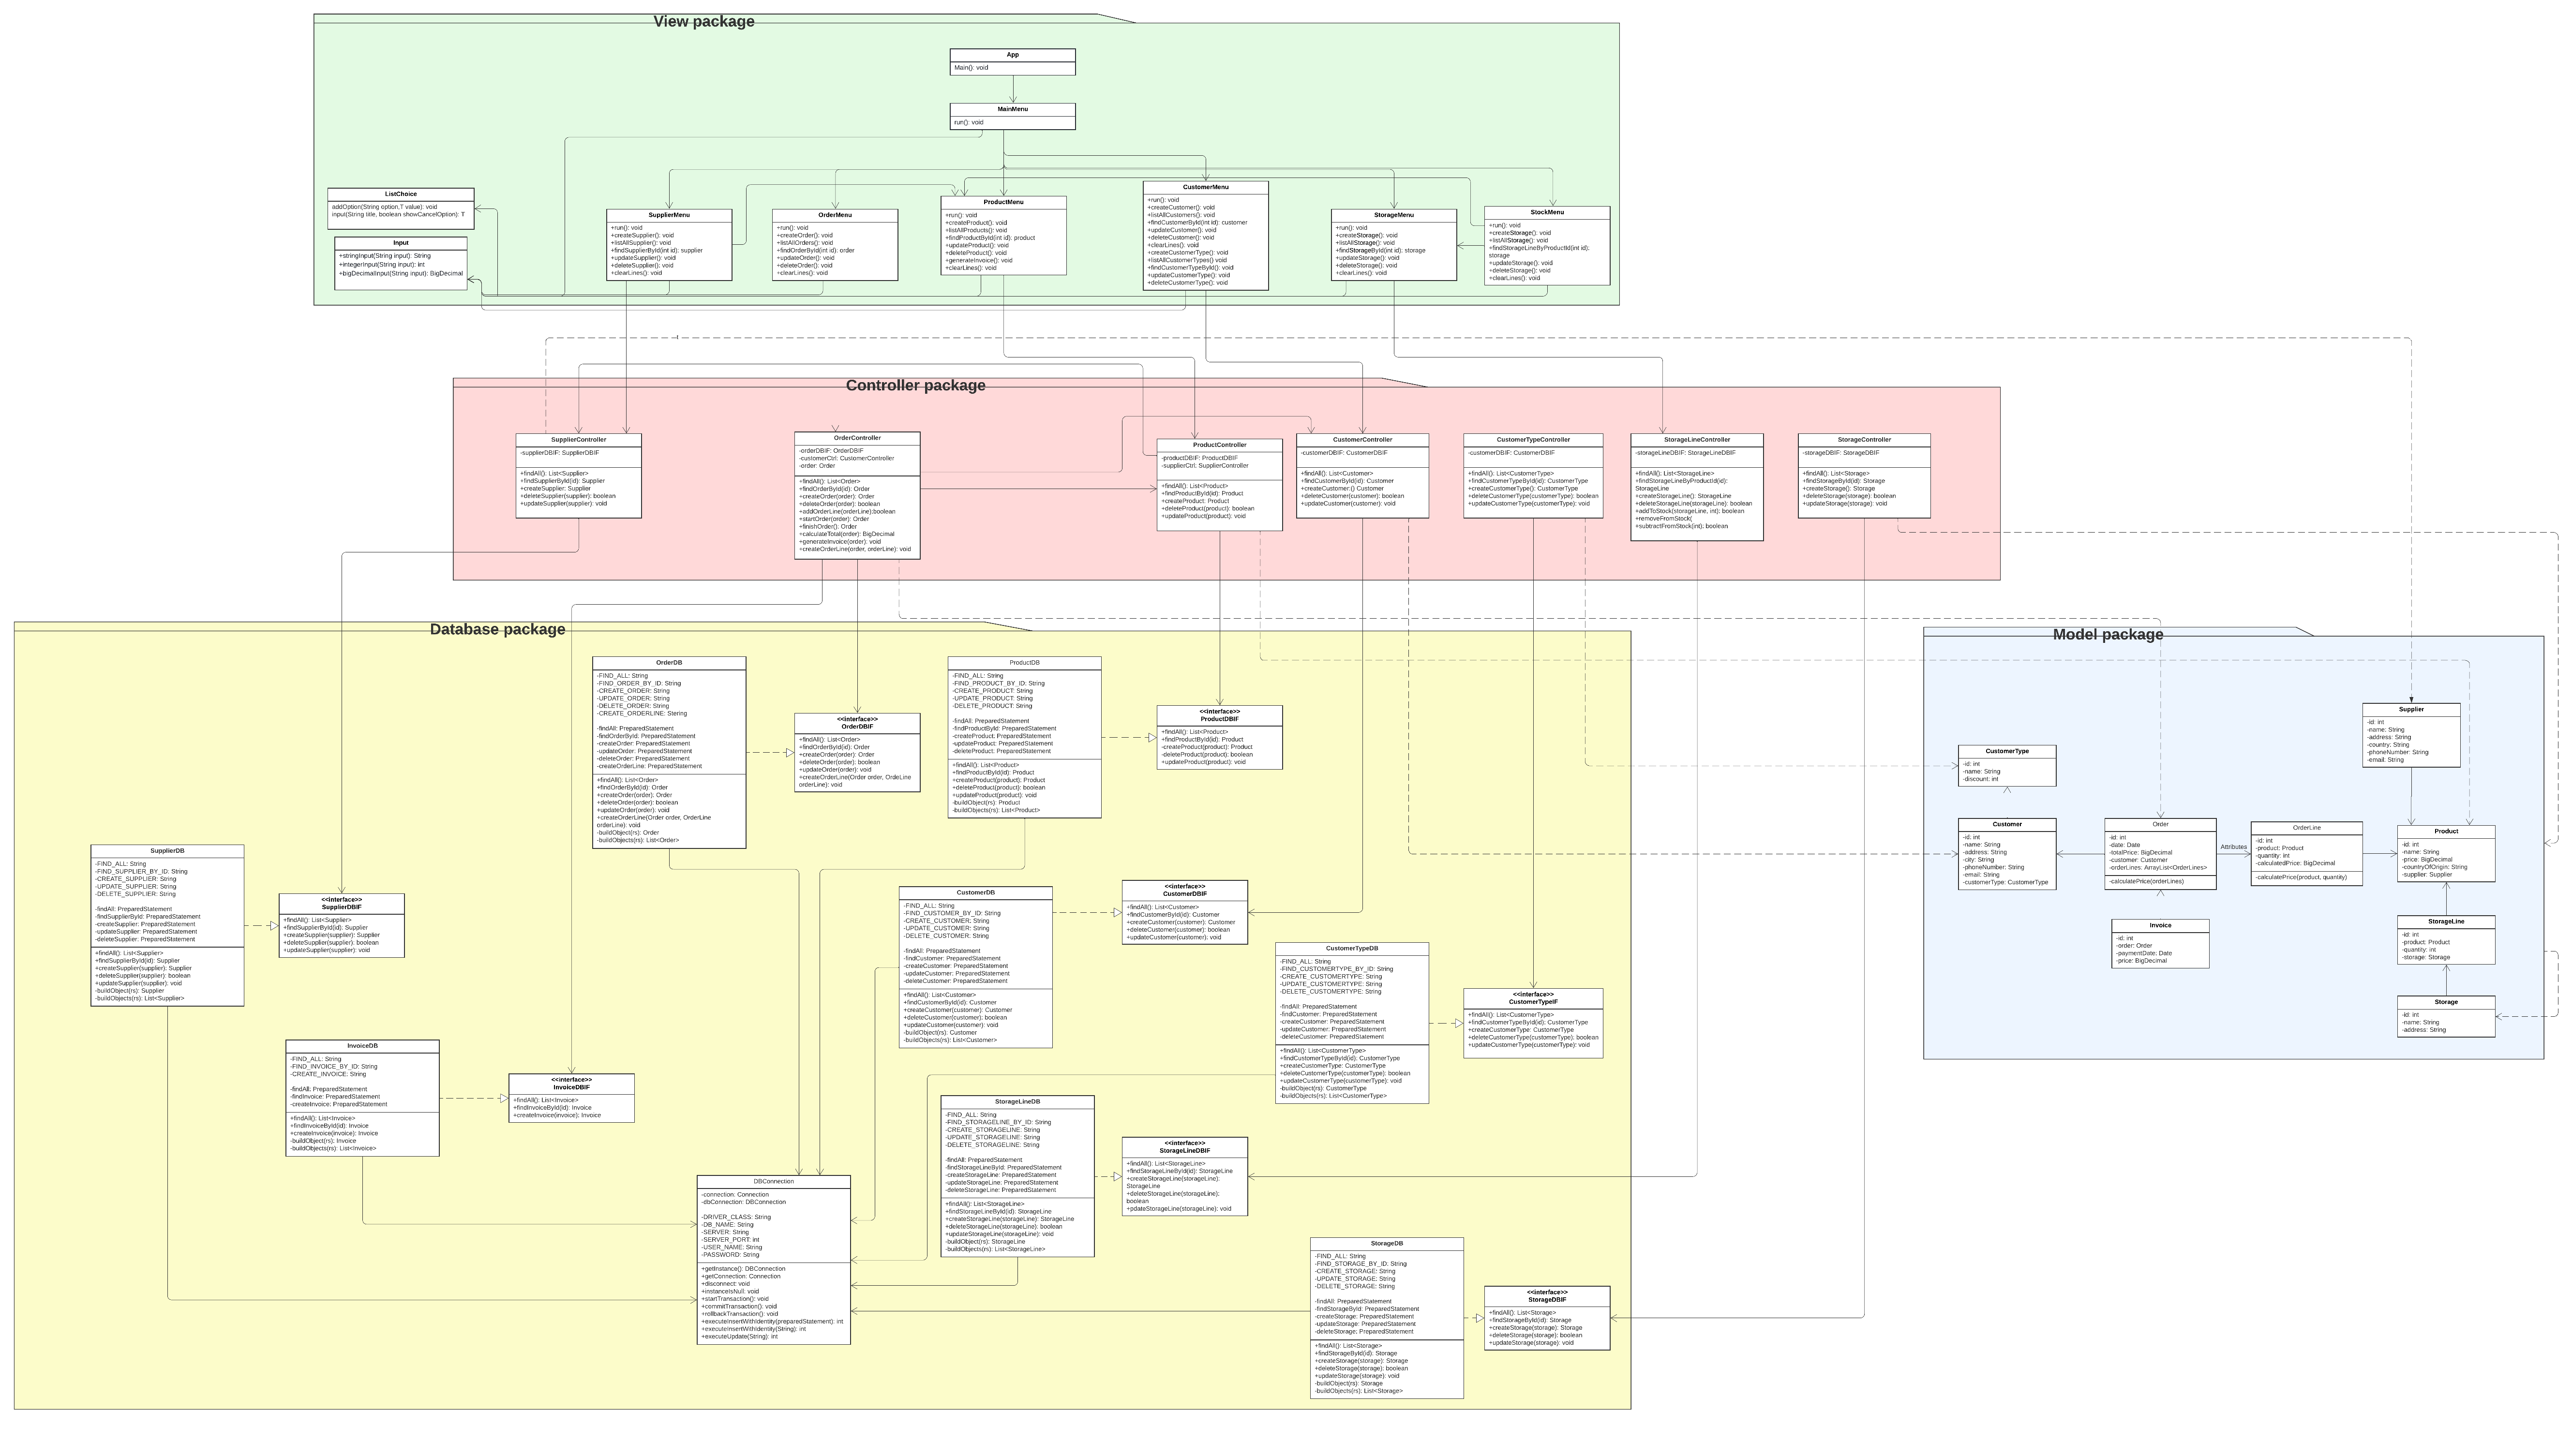 View package
App
Main(): void
MainMenu
run(): void
ListChoice
addOption(String option,T value): void
input(String title, boolean showCancelOption): T
Input
+stringInput(String input): String
+integerInput(String input): int
+bigDecimalInput(String input): BigDecimal
SupplierMenu
+run(): void
+createSupplier: void
+listAllSupplier(): void
+findSupplierById(int id): supplier
+updateSupplier(): void
+deleteSupplier(): void
+clearLines(): void
OrderMenu
+run(): void
+createOrder(): void
+listAllOrders(): void
+findOrderById(int id): order
+updateOrder(): void
+deleteOrder(): void
+clearLines(): void
ProductMenu
+run(): void
+createProduct(): void
+listAllProducts(): void
+findProductById(int id): product
+updateProduct(): void
+deleteProduct(): void
+generateInvoice(): void
+clearLines(): void
CustomerMenu
+run(): void
+createCustomer(): void
+listAllCustomers(): void
+findCustomerById(int id): customer
+updateCustomer(): void
+deleteCustomer(): void
+clearLines(): void
+createCustomerType(): void
+listAllCustomerTypes() void
+findCustomerTypeById(): void
+updateCustomerType(): void
+deleteCustomerType(): void
StorageMenu
+run(): void
+createStorage(): void
+listAllStorage(): void
+findStorageById(int id): storage
+updateStorage(): void
+deleteStorage(): void
+clearLines(): void
StockMenu
+run(): void
+createStorage(): void
+listAllStorage(): void
+findStorageLineByProductId(int id):
storage
+updateStorage(): void
+deleteStorage(): void
+clearLines(): void
Controller package
SupplierController
-supplierDBIF: SupplierDBIF
+findAll(): List<Supplier>
+findSupplierById(id): Supplier
+createSupplier: Supplier
+deleteSupplier(supplier): boolean
+updateSupplier(supplier): void
OrderController
-orderDBIF: OrderDBIF
-customerCtrl: CustomerController
-order: Order
+findAll(): List<Order>
+findOrderById(id): Order
+createOrder(order): Order
+deleteOrder(order): boolean
+addOrderLine(orderLine):boolean
+startOrder(order): Order
+finishOrder(): Order
+calculateTotal(order): BigDecimal
+generateInvoice(order): void
+createOrderLine(order, orderLine): void
ProductController
-productDBIF: ProductDBIF
-supplierCtrl: SupplierController
+findAll(): List<Product>
+findProductById(id): Product
+createProduct: Product
+deleteProduct(product): boolean
+updateProduct(product): void
CustomerController
-customerDBIF: CustomerDBIF
+findAll(): List<Customer>
+findCustomerById(id): Customer
+createCustomer:() Customer
+deleteCustomer(customer): boolean
+updateCustomer(customer): void
CustomerTypeController
-customerDBIF: CustomerDBIF
+findAll(): List<CustomerType>
+findCustomerTypeById(id): CustomerType
+createCustomerType(): CustomerType
+deleteCustomerType(customerType): boolean
+updateCustomerType(customerType): void
StorageLineController
-storageLineDBIF: StorageLineDBIF
+findAll(): List<StorageLine>
+findStorageLineByProductId(id):
StorageLine
+createStorageLine(): StorageLine
+deleteStorageLine(storageLine): boolean
+addToStock(storageLine, int): boolean
+removeFromStock(
+subtractFromStock(int): boolean
StorageController
-storageDBIF: StorageDBIF
+findAll(): List<Storage>
+findStorageById(id): Storage
+createStorage(): Storage
+deleteStorage(storage): boolean
+updateStorage(storage): void
Database package
OrderDB
-FIND_ALL: String
-FIND_ORDER_BY_ID: String
-CREATE_ORDER: String
-UPDATE_ORDER: String
-DELETE_ORDER: String
-CREATE_ORDERLINE: Stering
-findAll: PreparedStatement
-findOrderById: PreparedStatement
-createOrder: PreparedStatement
-updateOrder: PreparedStatement
-deleteOrder: PreparedStatement
-createOrderLine: PreparedStatement
+findAll(): List<Order>
+findOrderById(id): Order
+createOrder(order): Order
+deleteOrder(order): boolean
+updateOrder(order): void
+createOrderLine(Order order, OrderLine
orderLine): void
-buildObject(rs): Order
-buildObjects(rs): List<Order>
<<interface>>
OrderDBIF
+findAll(): List<Order>
+findOrderById(id): Order
+createOrder(order): Order
+deleteOrder(order): boolean
+updateOrder(order): void
+createOrderLine(Order order, OrdeLine
orderLine): void
ProductDB
-FIND_ALL: String
-FIND_PRODUCT_BY_ID: String
-CREATE_PRODUCT: String
-UPDATE_PRODUCT: String
-DELETE_PRODUCT: String
-findAll: PreparedStatement
-findProductById: PreparedStatement
-createProduct: PreparedStatement
-updateProduct: PreparedStatement
-deleteProduct: PreparedStatement
+findAll(): List<Product>
+findProductById(id): Product
+createProduct(product): Product
+deleteProduct(product): boolean
+updateProduct(product): void
-buildObject(rs): Product
-buildObjects(rs): List<Product>
<<interface>>
ProductDBIF
+findAll(): List<Product>
+findProductById(id): Product
-createProduct(product): Product
-deleteProduct(product): boolean
+updateProduct(product): void
SupplierDB
-FIND_ALL: String
-FIND_SUPPLIER_BY_ID: String
-CREATE_SUPPLIER: String
-UPDATE_SUPPLIER: String
-DELETE_SUPPLIER: String
-findAll: PreparedStatement
-findSupplierById: PreparedStatement
-createSupplier: PreparedStatement
-updateSupplier: PreparedStatement
-deleteSupplier: PreparedStatement
+findAll(): List<Supplier>
+findSupplierById(id): Supplier
+createSupplier(supplier): Supplier
+deleteSupplier(supplier): boolean
+updateSupplier(supplier): void
-buildObject(rs): Supplier
-buildObjects(rs): List<Supplier>
<<interface>>
SupplierDBIF
+findAll(): List<Supplier>
+findSupplierById(id): Supplier
+createSupplier(supplier): Supplier
+deleteSupplier(supplier): boolean
+updateSupplier(supplier): void
CustomerDB
-FIND_ALL: String
-FIND_CUSTOMER_BY_ID: String
-CREATE_CUSTOMER: String
-UPDATE_CUSTOMER: String
-DELETE_CUSTOMER: String
-findAll: PreparedStatement
-findCustomer: PreparedStatement
-createCustomer: PreparedStatement
-updateCustomer: PreparedStatement
-deleteCustomer: PreparedStatement
+findAll(): List<Customer>
+findCustomerById(id): Customer
+createCustomer(customer): Customer
+deleteCustomer(customer): boolean
+updateCustomer(customer): void
-buildObject(rs): Customer
-buildObjects(rs): List<Customer>
<<interface>>
CustomerDBIF
+findAll(): List<Customer>
+findCustomerById(id): Customer
+createCustomer(customer): Customer
+deleteCustomer(customer): boolean
+updateCustomer(customer): void
CustomerTypeDB
-FIND_ALL: String
-FIND_CUSTOMERTYPE_BY_ID: String
-CREATE_CUSTOMERTYPE: String
-UPDATE_CUSTOMERTYPE: String
-DELETE_CUSTOMERTYPE: String
-findAll: PreparedStatement
-findCustomer: PreparedStatement
-createCustomer: PreparedStatement
-updateCustomer: PreparedStatement
-deleteCustomer: PreparedStatement
+findAll(): List<CustomerType>
+findCustomerTypeById(id): CustomerType
+createCustomerType: CustomerType
+deleteCustomerType(customerType): boolean
+updateCustomerType(customerType): void
-buildObject(rs): CustomerType
-buildObjects(rs): List<CustomerType>
<<interface>>
CustomerTypeIF
+findAll(): List<CustomerType>
+findCustomerTypeById(id): CustomerType
+createCustomerType: CustomerType
+deleteCustomerType(customerType): boolean
+updateCustomerType(customerType): void
InvoiceDB
-FIND_ALL: String
-FIND_INVOICE_BY_ID: String
-CREATE_INVOICE: String
-findAll: PreparedStatement
-findInvoice: PreparedStatement
-createInvoice: PreparedStatement
+findAll(): List<Invoice>
+findInvoiceById(id): Invoice
+createInvoice(invoice): Invoice
-buildObject(rs): Invoice
-buildObjects(rs): List<Invoice>
<<interface>>
InvoiceDBIF
+findAll(): List<Invoice>
+findInvoiceById(id): Invoice
+createInvoice(invoice): Invoice
StorageLineDB
-FIND_ALL: String
-FIND_STORAGELINE_BY_ID: String
-CREATE_STORAGELINE: String
-UPDATE_STORAGELINE: String
-DELETE_STORAGELINE: String
-findAll: PreparedStatement
-findStorageLineById: PreparedStatement
-createStorageLine: PreparedStatement
-updateStorageLine: PreparedStatement
-deleteStorageLine: PreparedStatement
+findAll(): List<StorageLine>
+findStorageLineById(id): StorageLine
+createStorageLine(storageLine): StorageLine
+deleteStorageLine(storageLine): boolean
+updateStorageLine(storageLine): void
-buildObject(rs): StorageLine
-buildObjects(rs): List<StorageLine>
<<interface>>
StorageLineDBIF
+findAll(): List<StorageLine>
+findStorageLineById(id): StorageLine
+createStorageLine(storageLine):
StorageLine
+deleteStorageLine(storageLine):
boolean
+pdateStorageLine(storageLine): void
DBConnection
-connection: Connection
-dbConnection: DBConnection
-DRIVER_CLASS: String
-DB_NAME: String
-SERVER: String
-SERVER_PORT: int
-USER_NAME: String
-PASSWORD: String
+getInstance(): DBConnection
+getConnection: Connection
+disconnect: void
+instanceIsNull: void
+startTransaction(): void
+commitTransaction(): void
+rollbackTransaction(): void
+executeInsertWithIdentity(preparedStatement): int
+executeInsertWithIdentity(String): int
+executeUpdate(String): int
StorageDB
-FIND_ALL: String
-FIND_STORAGE_BY_ID: String
-CREATE_STORAGE: String
-UPDATE_STORAGE: String
-DELETE_STORAGE: String
-findAll: PreparedStatement
-findStorageById: PreparedStatement
-createStorage: PreparedStatement
-updateStorage: PreparedStatement
-deleteStorage: PreparedStatement
+findAll(): List<Storage>
+findStorageById(id): Storage
+createStorage(storage): Storage
+deleteStorage(storage): boolean
+updateStorage(storage): void
-buildObject(rs): Storage
-buildObjects(rs): List<Storage>
<<interface>>
StorageDBIF
+findAll(): List<Storage>
+findStorageById(id): Storage
+createStorage(storage): Storage
+deleteStorage(storage): boolean
+updateStorage(storage): void
Model package
Supplier
-id: int
-name: String
-address: String
-country: String
-phoneNumber: String
-email: String
CustomerType
-id: int
-name: String
-discount: int
Customer
-id: int
-name: String
-address: String
-city: String
-phoneNumber: String
-email: String
-customerType: CustomerType
Order
-id: int
-date: Date
-totalPrice: BigDecimal
-customer: Customer
-orderLines: ArrayList<OrderLines>
-calculatePrice(orderLines)
Attributes
OrderLine
-id: int
-product: Product
-quantity: int
-calculatedPrice: BigDecimal
-calculatePrice(product, quantity)
Product
-id: int
-name: String
-price: BigDecimal
-countryOfOrigin: String
-supplier: Supplier
Invoice
-id: int
-order: Order
-paymentDate: Date
-price: BigDecimal
StorageLine
-id: int
-product: Product
-quantity: int
-storage: Storage
Storage
-id: int
-name: String
-address: String